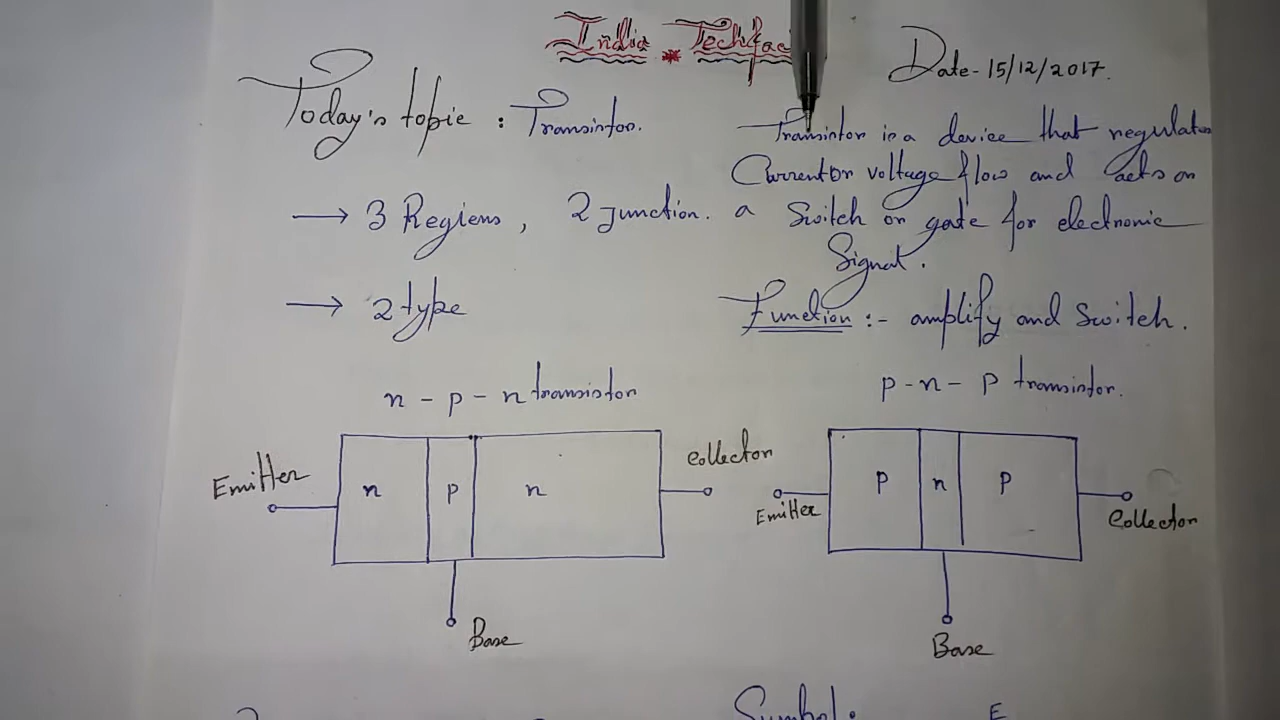 India * Techfac
Date - 15/12/2017.
Today's topic : Transistor.
Transistor is a device that regulates
Current or voltage flow and acts as
a Switch or gate for electronic
Signal.
→ 3 Regions, 2 junction.
→ 2 type
Function :- amplify and Switch.
n - p - n transistor
p - n - p transistor.
Emitter
n
p
n
Collector
Base
Emitter
p
n
p
Collector
Base
Symbol:
E